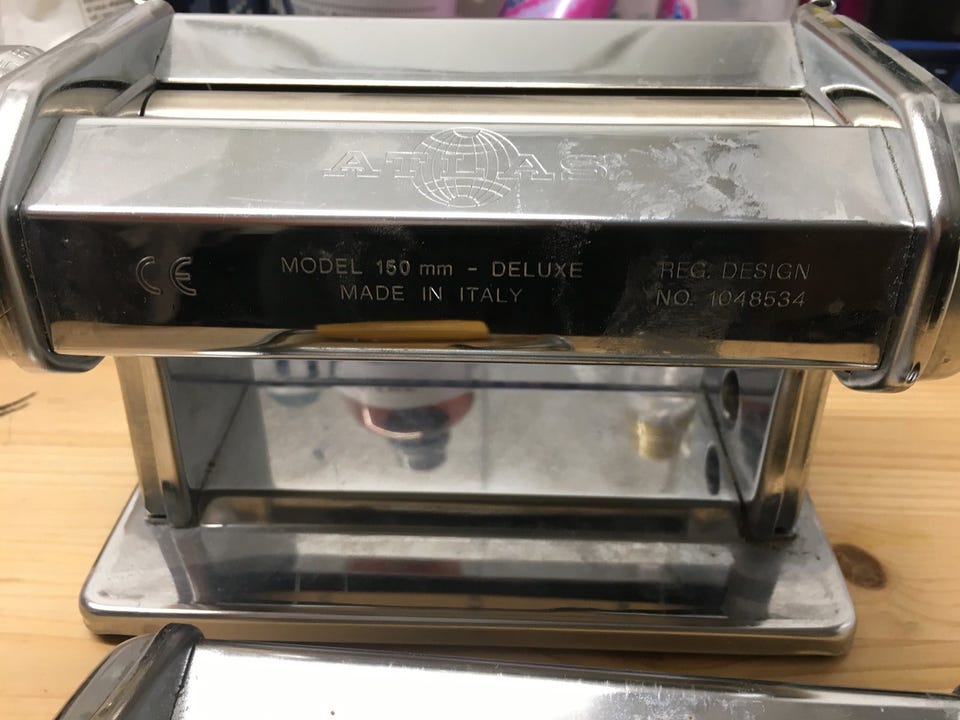 ATLAS
CE
MODEL 150 mm - DELUXE
MADE IN ITALY
REG. DESIGN
NO. 1048534